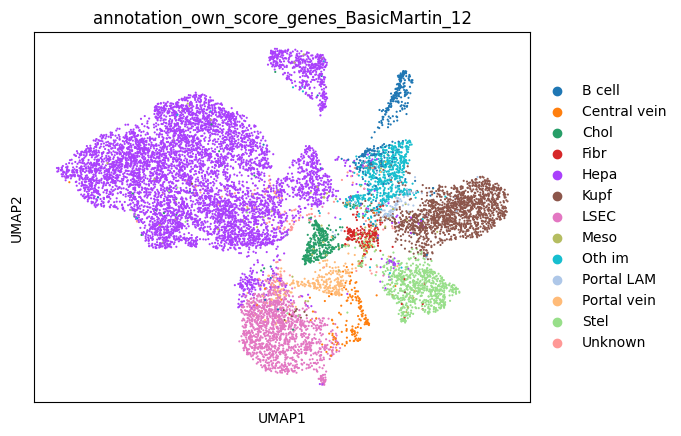 annotation_own_score_genes_BasicMartin_12
UMAP2
UMAP1
B cell
Central vein
Chol
Fibr
Hepa
Kupf
LSEC
Meso
Oth im
Portal LAM
Portal vein
Stel
Unknown